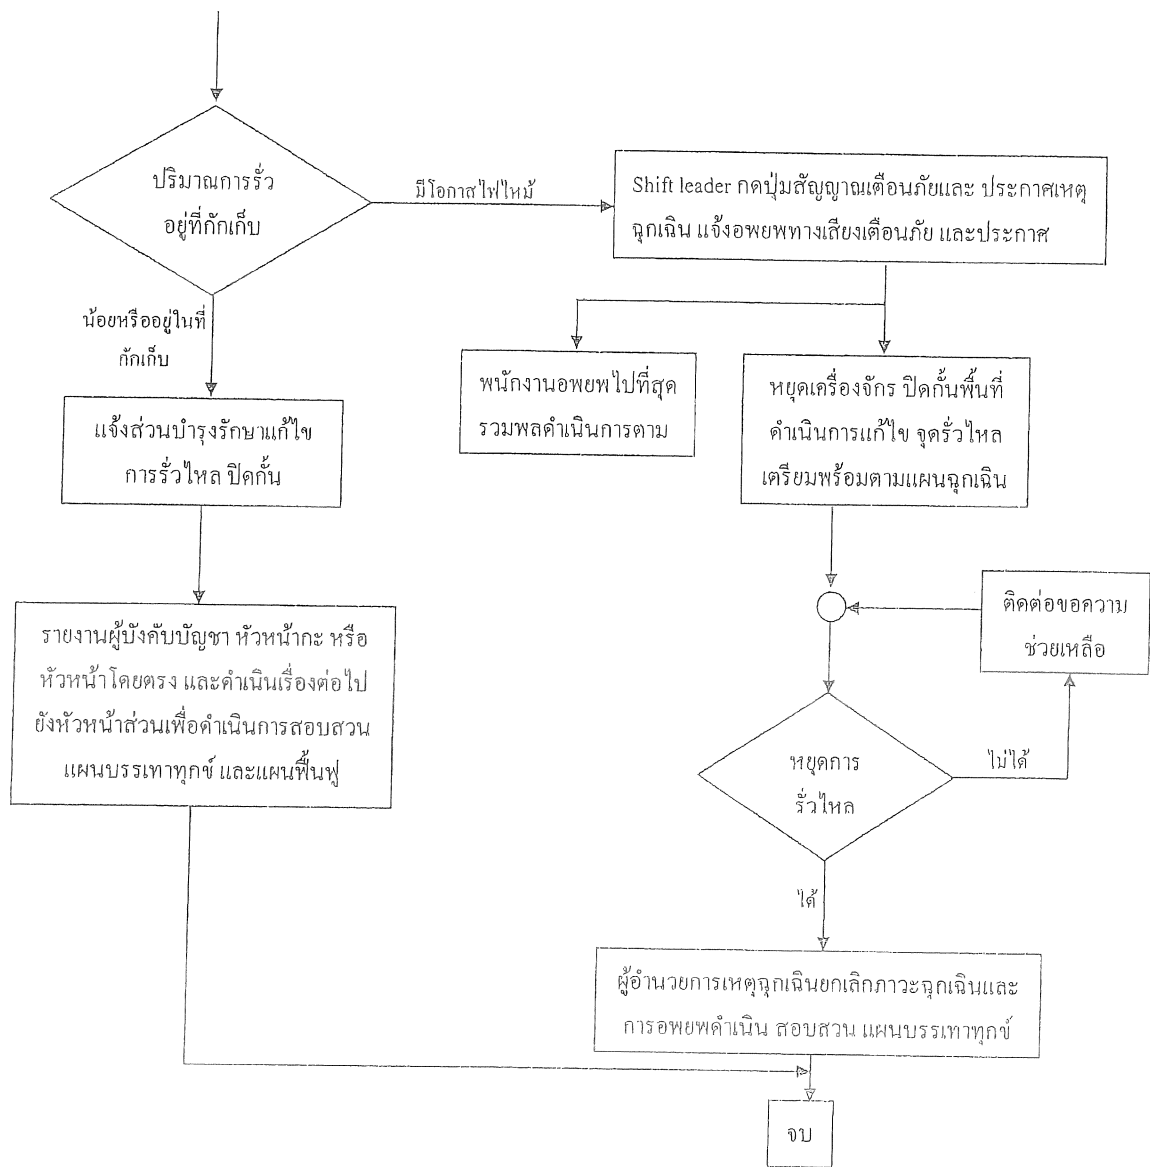 ปริมาณการรั่ว
อยู่ที่กักเก็บ
มีโอกาสไฟไหม้
Shift leader กดปุ่มสัญญาณเตือนภัยและ ประกาศเหตุ
ฉุกเฉิน แจ้งอพยพทางเสียงเตือนภัย และประกาศ
น้อยหรืออยู่ในที่
กักเก็บ
พนักงานอพยพไปที่สุด
รวมพลดำเนินการตาม
หยุดเครื่องจักร ปิดกั้นพื้นที่
ดำเนินการแก้ไข จุดรั่วไหล
เตรียมพร้อมตามแผนฉุกเฉิน
แจ้งส่วนบำรุงรักษาแก้ไข
การรั่วไหล ปิดกั้น
ติดต่อขอความ
ช่วยเหลือ
รายงานผู้บังคับบัญชา หัวหน้ากะ หรือ
หัวหน้าโดยตรง และดำเนินเรื่องต่อไป
ยังหัวหน้าส่วนเพื่อดำเนินการสอบสวน
แผนบรรเทาทุกข์ และแผนฟื้นฟู
หยุดการ
รั่วไหล
ไม่ได้
ได้
ผู้อำนวยการเหตุฉุกเฉินยกเลิกภาวะฉุกเฉินและ
การอพยพดำเนิน สอบสวน แผนบรรเทาทุกข์
จบ